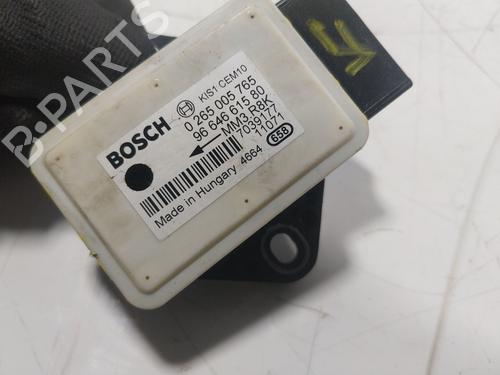 BOSCH
KIS1 CEM10
0 265 005 765
96 646 615 80
MM3.R8K
7039177
11071
658
Made in Hungary 4664
B-PARTS